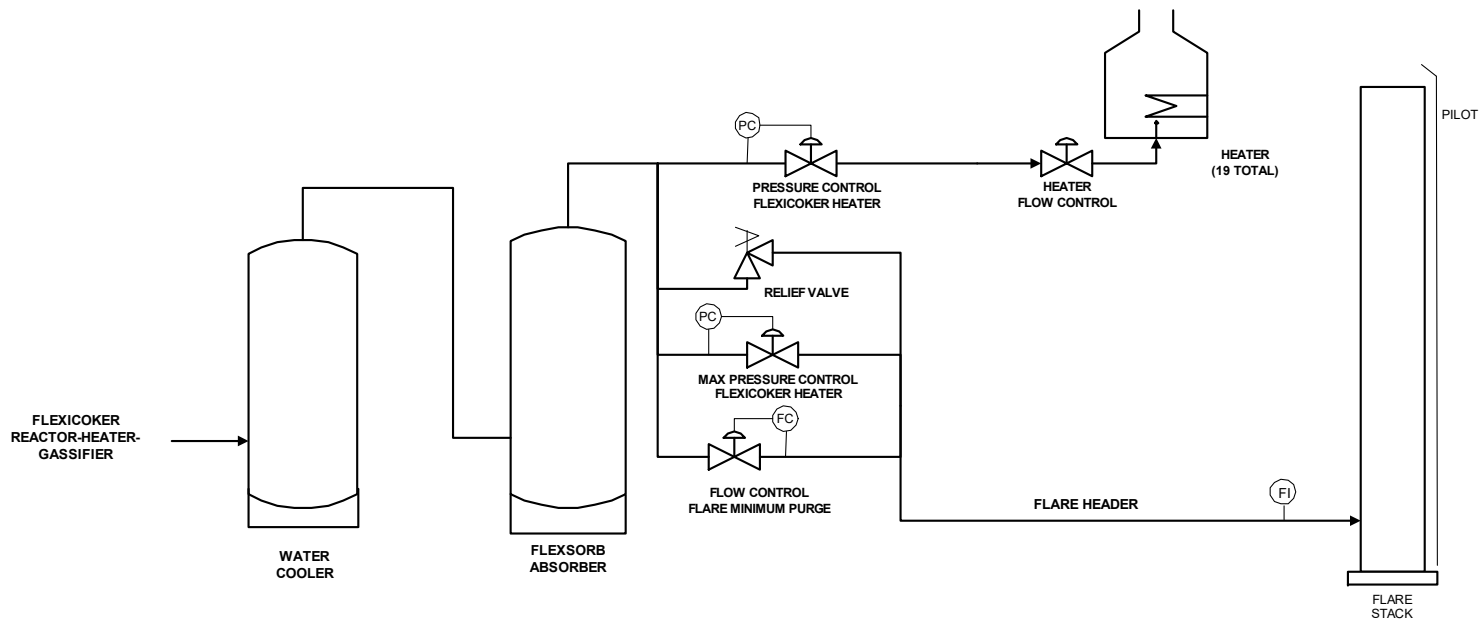 PILOT
PC
HEATER
(19 TOTAL)
PRESSURE CONTROL
FLEXICOKER HEATER
HEATER
FLOW CONTROL
RELIEF VALVE
PC
MAX PRESSURE CONTROL
FLEXICOKER HEATER
FC
FLEXICOKER
REACTOR-HEATER-
GASSIFIER
FLOW CONTROL
FLARE MINIMUM PURGE
FI
FLARE HEADER
WATER
COOLER
FLEXSORB
ABSORBER
FLARE
STACK